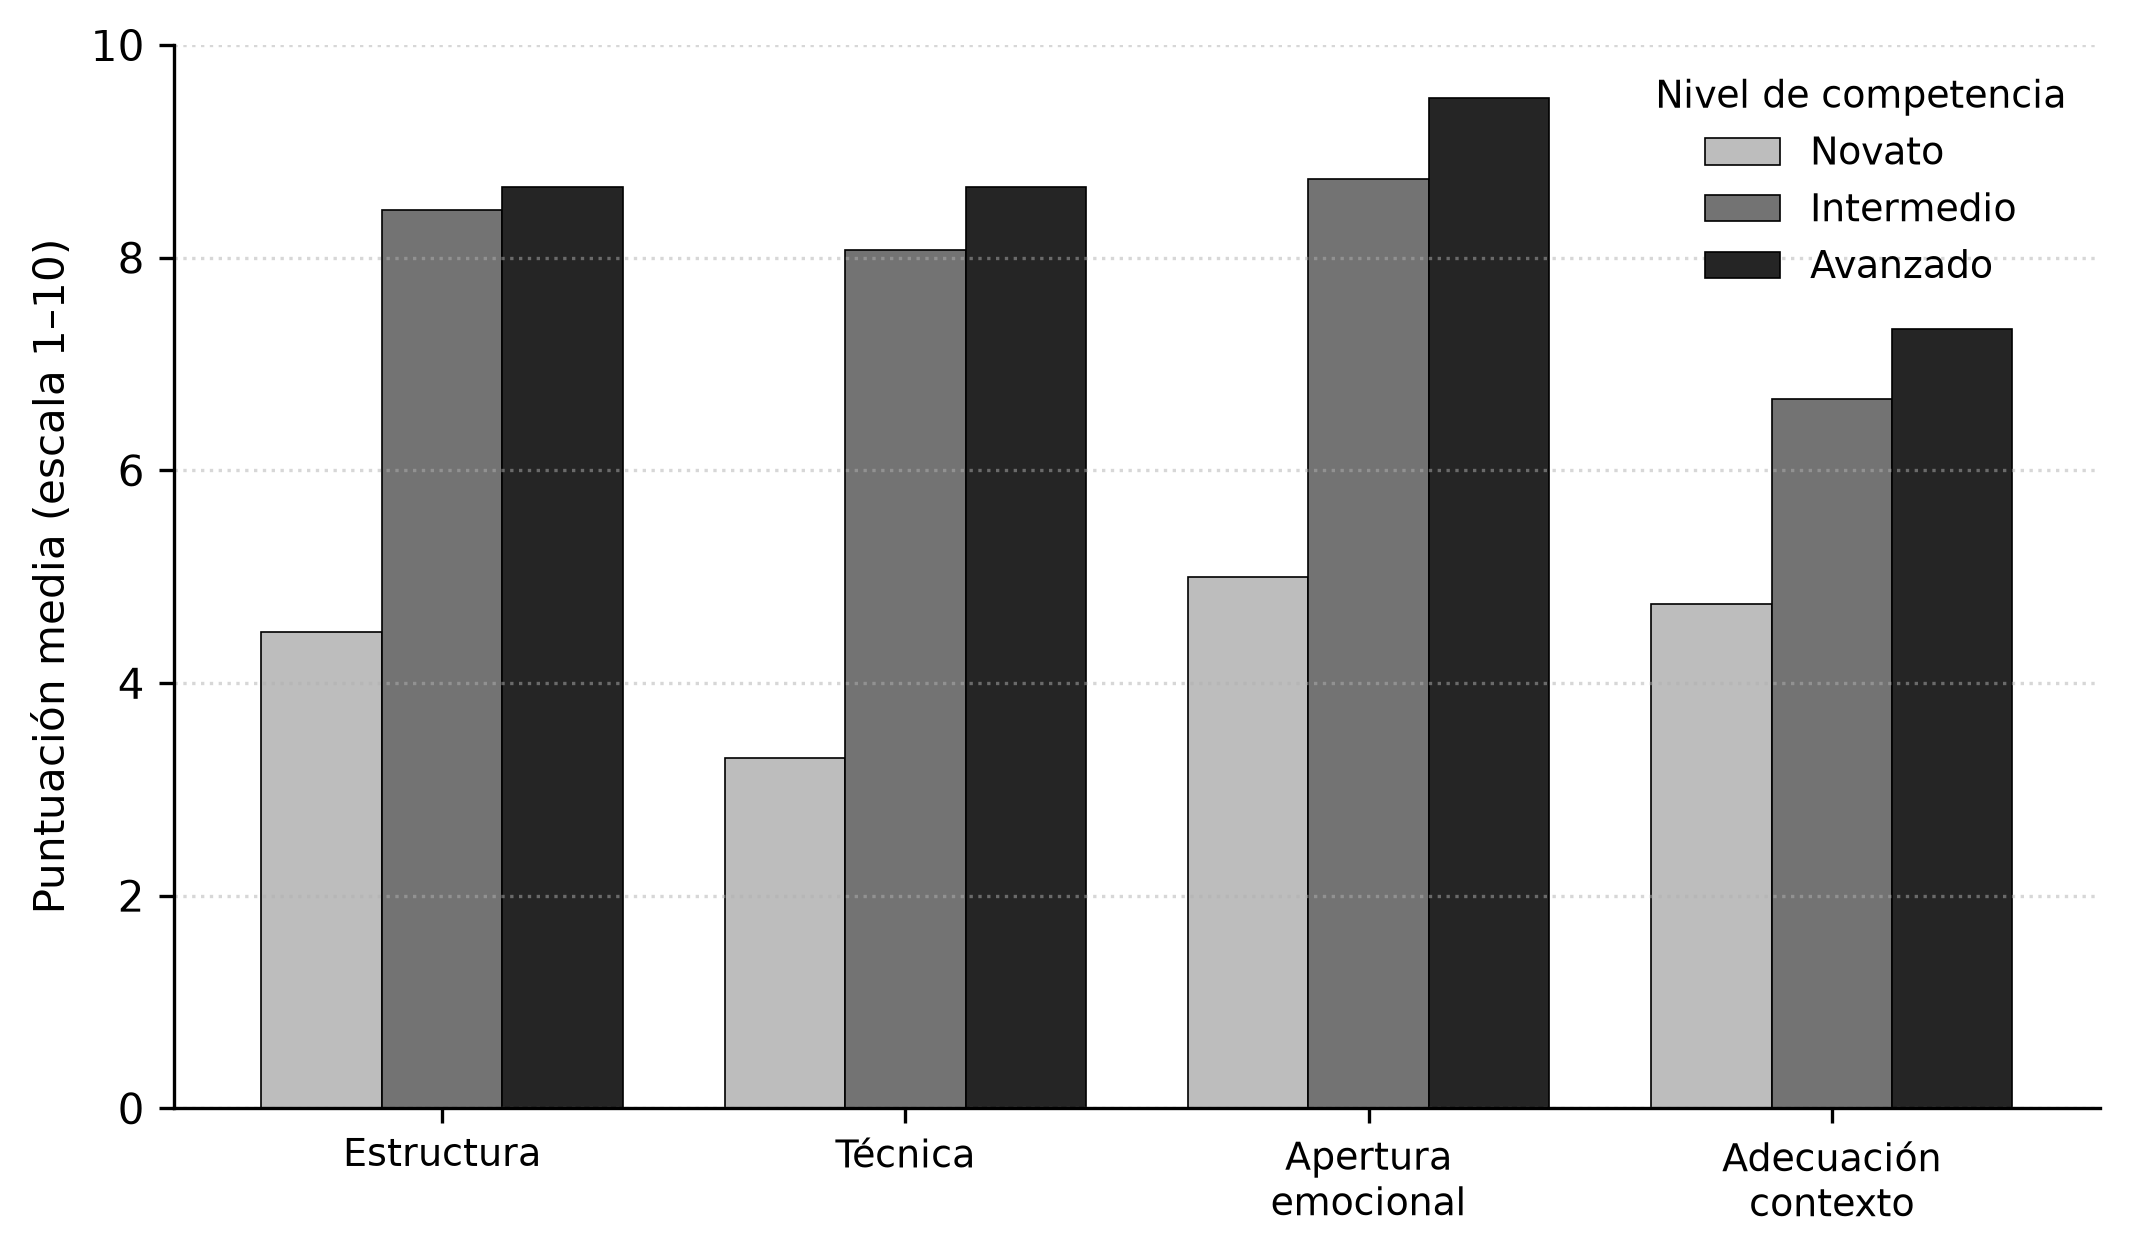 Puntuación media (escala 1–10)
10
8
6
4
2
0
Nivel de competencia
Novato
Intermedio
Avanzado
Estructura
Técnica
Apertura
emocional
Adecuación
contexto